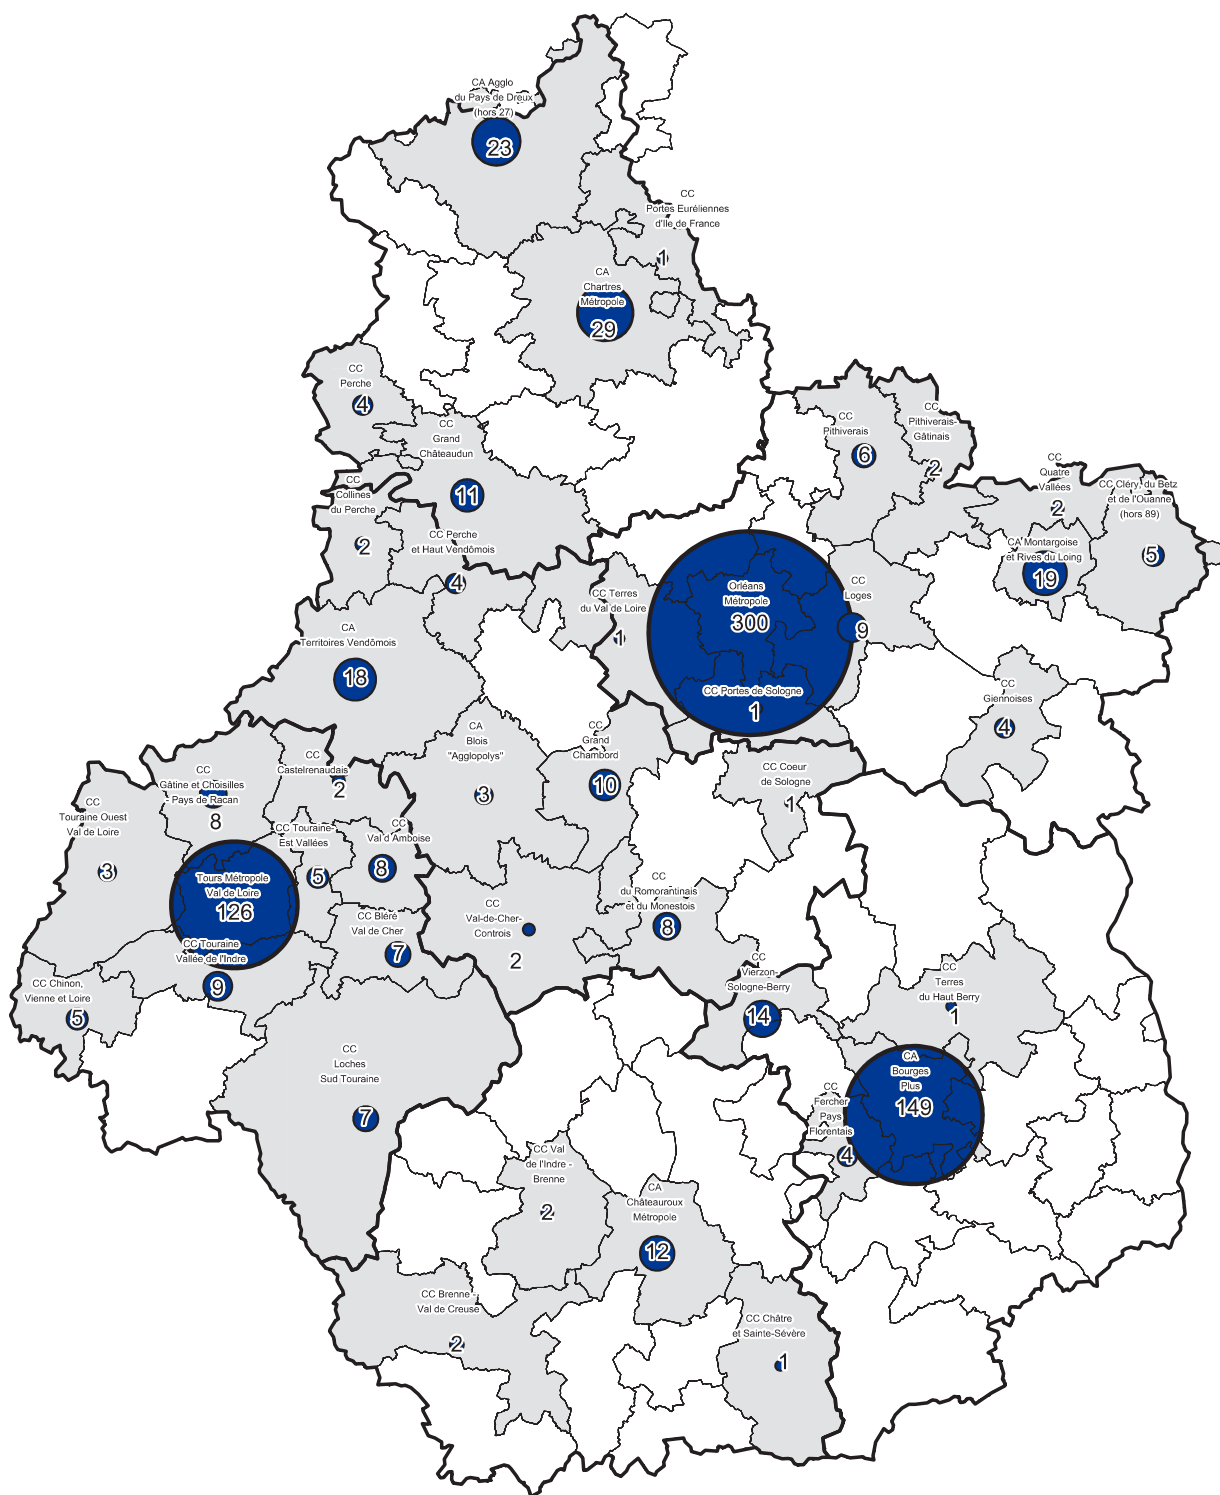 CA Agglo
du Pays de Dreux
(hors 27)
23
CC
Portes Euréliennes
d'Ile de France
1
CA
Chartres
Métropole
29
CC
Perche
4
CC
Grand
Châteaudun
11
CC
Pithiverais
6
CC
Pithiverais-
Gâtinais
2
CC
Quatre
Vallées
2
CC Cléry, du Betz
et de l'Ouanne
(hors 89)
5
CC
Collines
du Perche
2
CC Perche
et Haut Vendômois
4
CA Montargoise
et Rives du Loing
19
CC Terres
du Val de Loire
1
Orléans
Métropole
300
CC
Loges
9
CC Portes de Sologne
1
CA
Territoires Vendômois
18
CC
Giennoises
4
CA
Blois
"Agglopolys"
3
CC
Grand
Chambord
10
CC Coeur
de Sologne
1
CC
Gâtine et Choisilles
- Pays de Racan
8
CC
Castelrenaudais
2
CC
Touraine Ouest
Val de Loire
3
CC Touraine-
Est Vallées
5
CC
Val d'Amboise
8
Tours Métropole
Val de Loire
126
CC Bléré
Val de Cher
7
CC
Val-de-Cher-
Controis
2
CC
du Romorantinais
et du Monestois
8
CC Touraine
Vallée de l'Indre
9
CC Chinon,
Vienne et Loire
5
CC
Vierzon-
Sologne-Berry
14
CC
Terres
du Haut Berry
1
CC
Loches
Sud Touraine
7
CA
Bourges
Plus
149
CC
Fercher
Pays
Florentais
4
CC Val
de l'Indre -
Brenne
2
CA
Châteauroux
Métropole
12
CC Brenne -
Val de Creuse
2
CC Châtre
et Sainte-Sévère
1